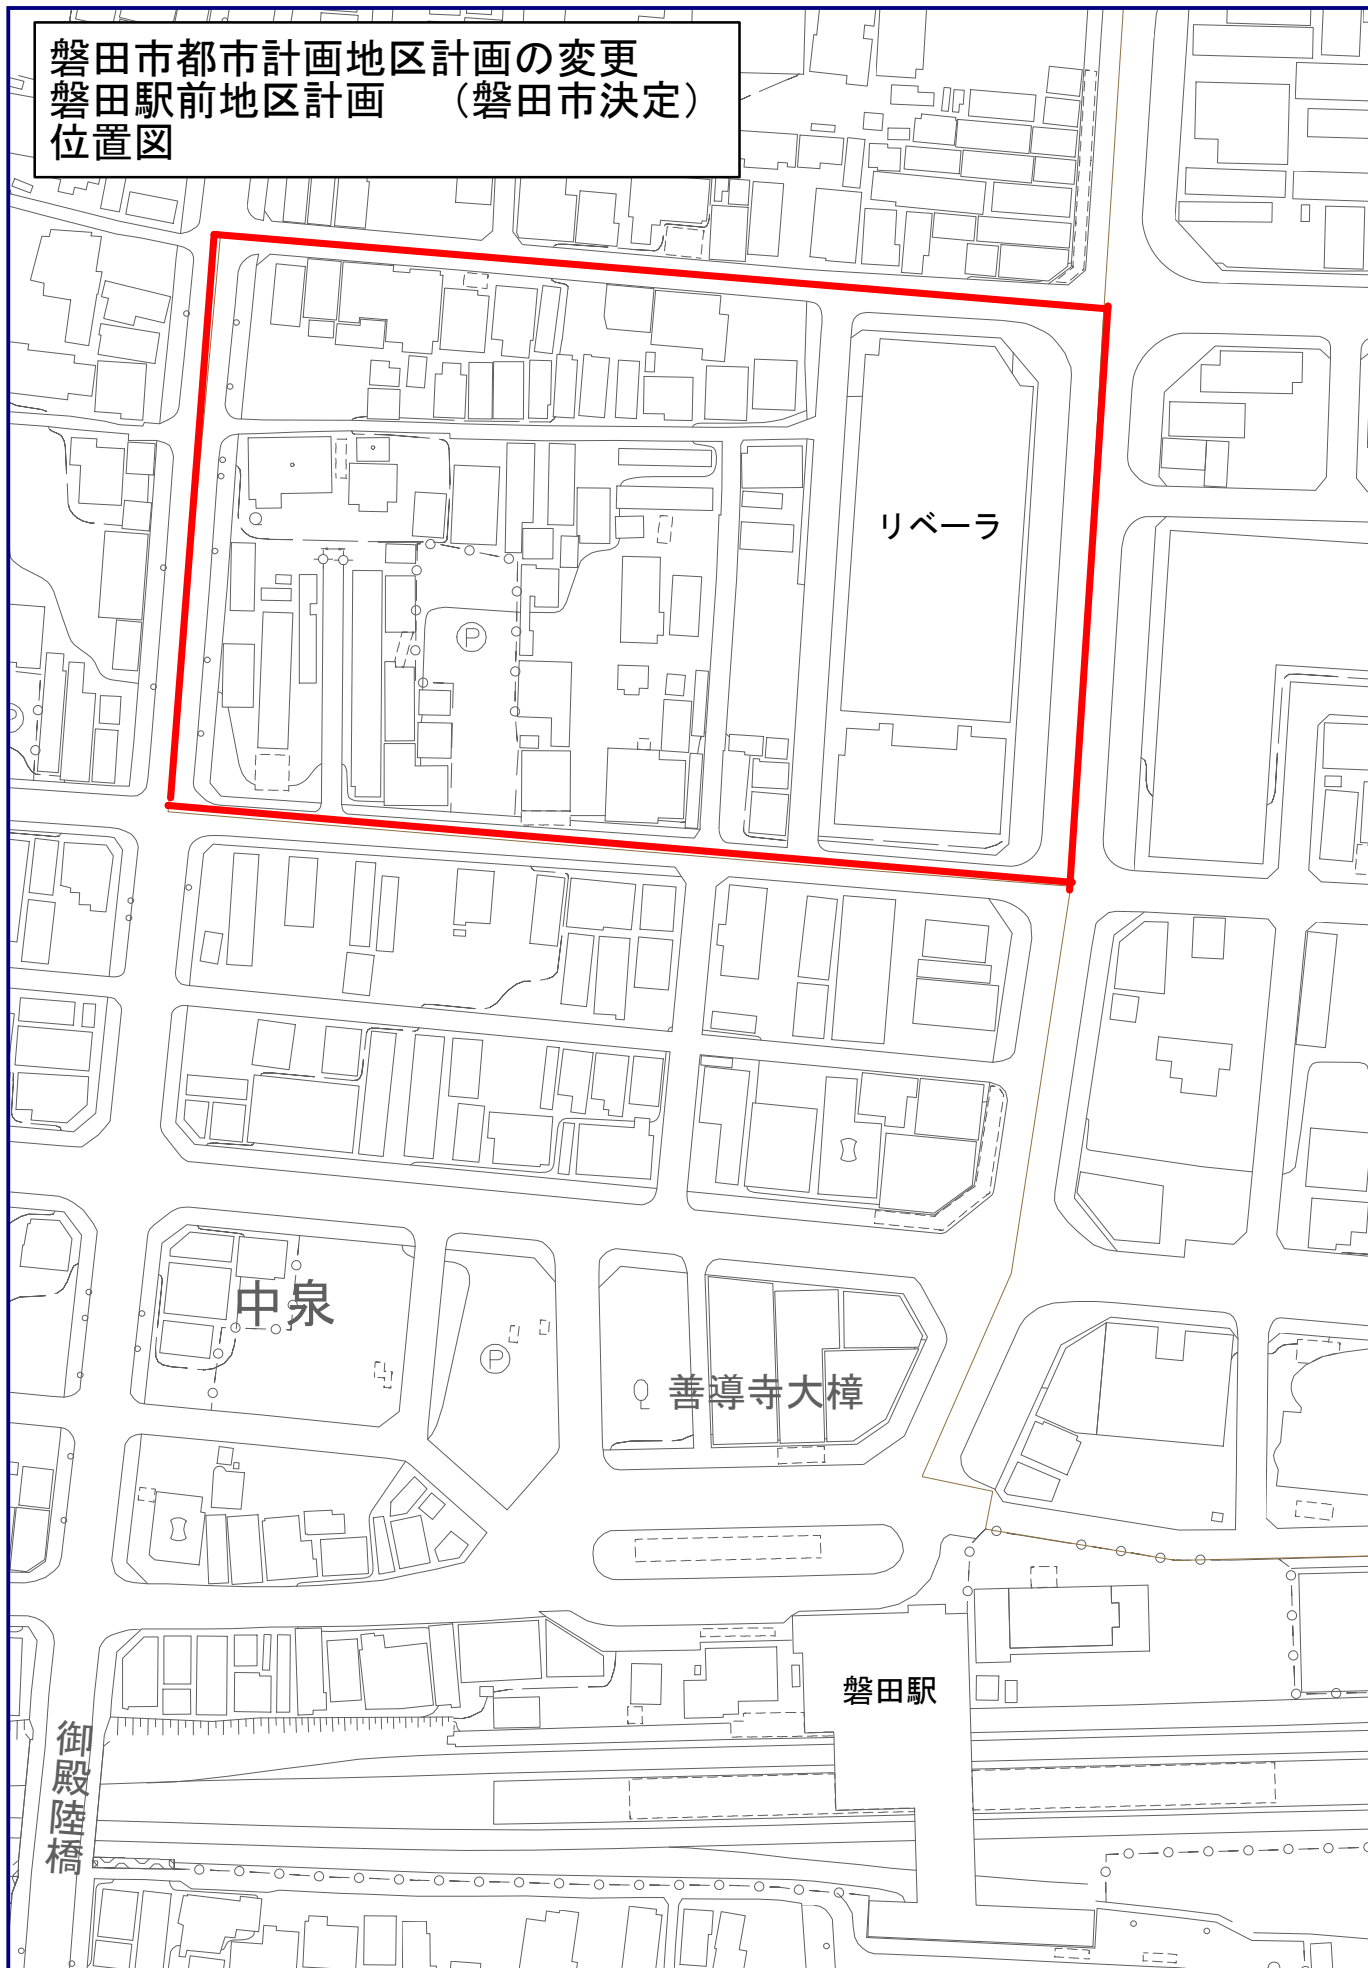 磐田市都市計画地区計画の変更
磐田駅前地区計画　（磐田市決定）
位置図
リベーラ
P
P
中泉
P
善導寺大樟
磐田駅
御殿陸橋